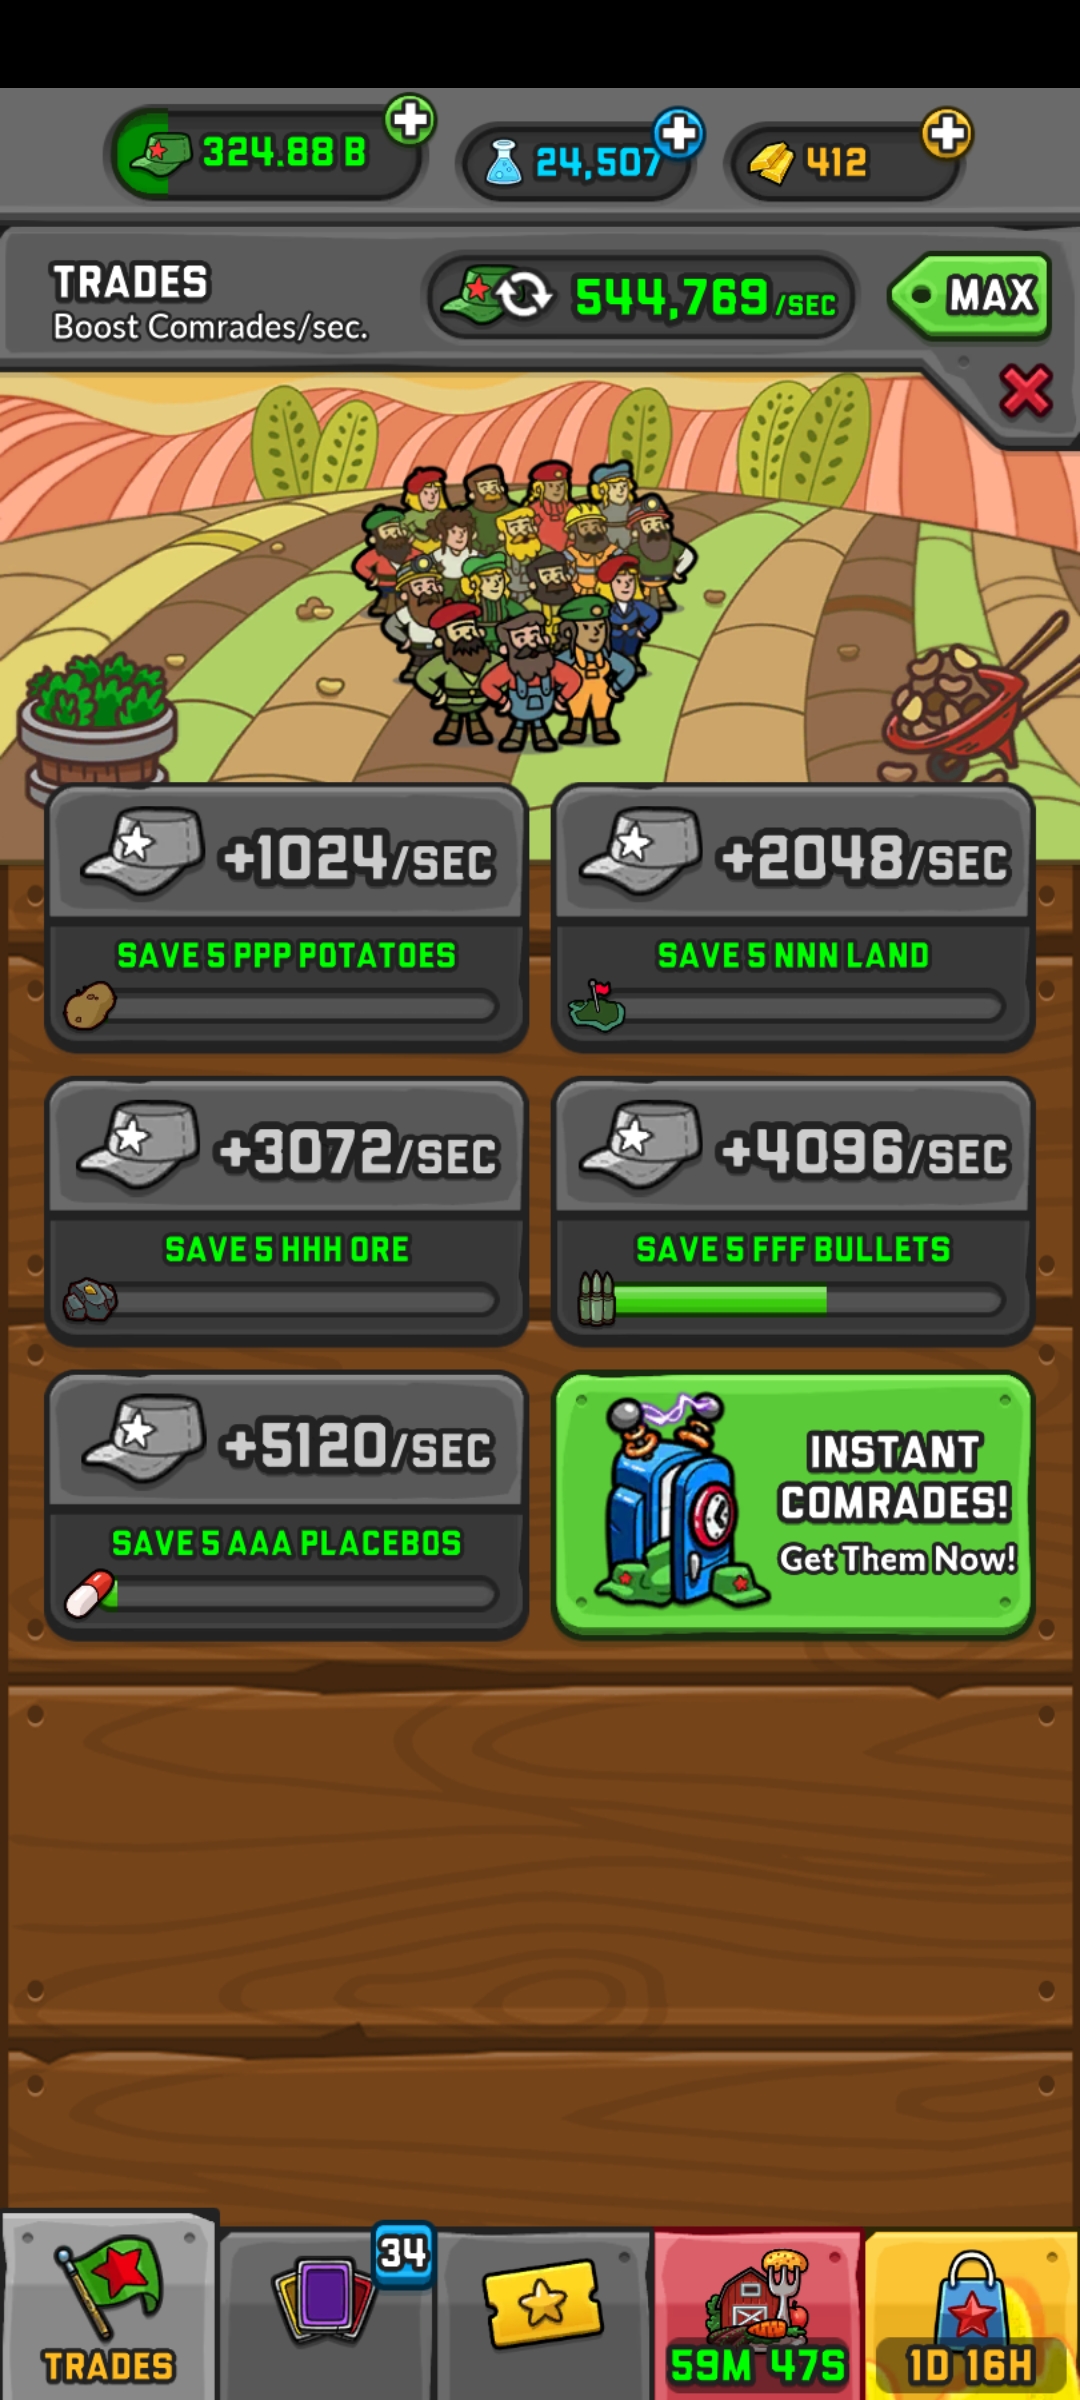 324.88 B
24,507
412
TRADES
Boost Comrades/sec.
544,769/SEC
MAX
+1024/SEC
SAVE 5 PPP POTATOES
+2048/SEC
SAVE 5 NNN LAND
+3072/SEC
SAVE 5 HHH ORE
+4096/SEC
SAVE 5 FFF BULLETS
+5120/SEC
SAVE 5 AAA PLACEBOS
INSTANT
COMRADES!
Get Them Now!
34
TRADES
59M 47S
1D 16H